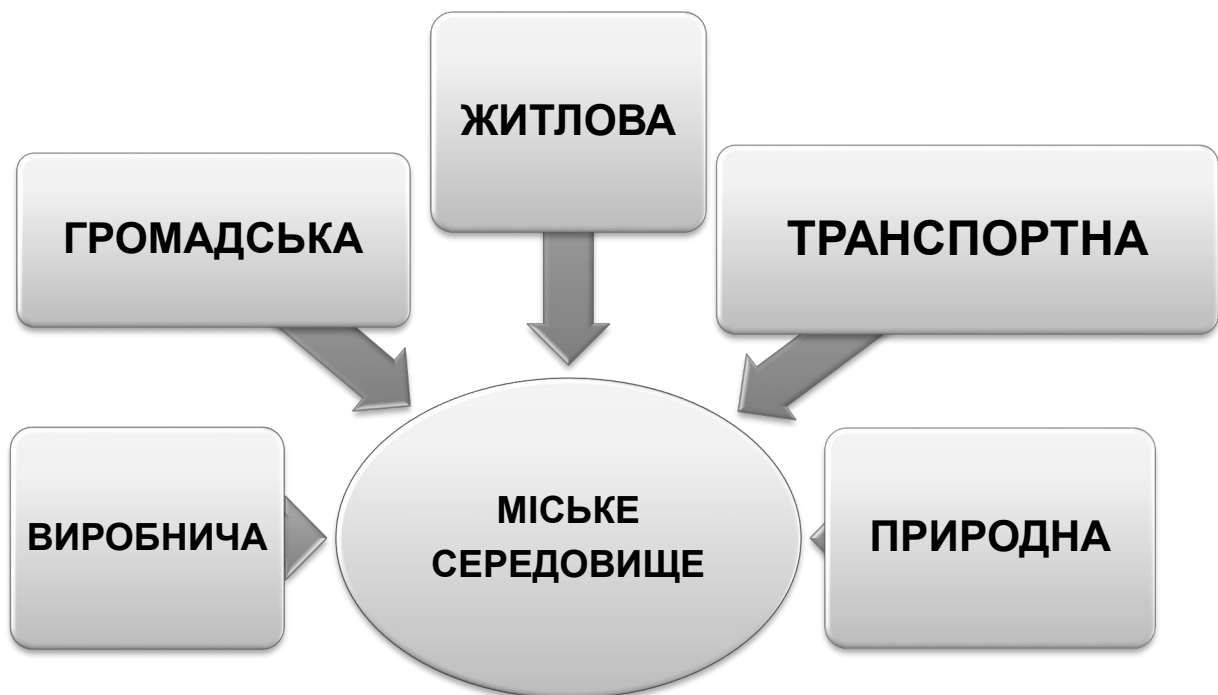 ЖИТЛОВА
ГРОМАДСЬКА
ТРАНСПОРТНА
ВИРОБНИЧА
МІСЬКЕ
СЕРЕДОВИЩЕ
ПРИРОДНА